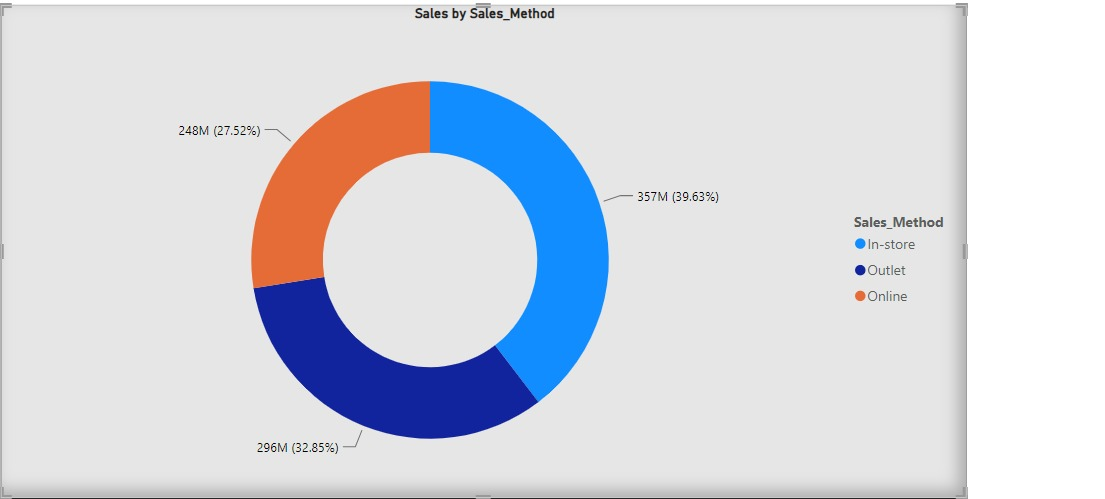 Sales by Sales_Method
248M (27.52%)
357M (39.63%)
Sales_Method
In-store
Outlet
Online
296M (32.85%)